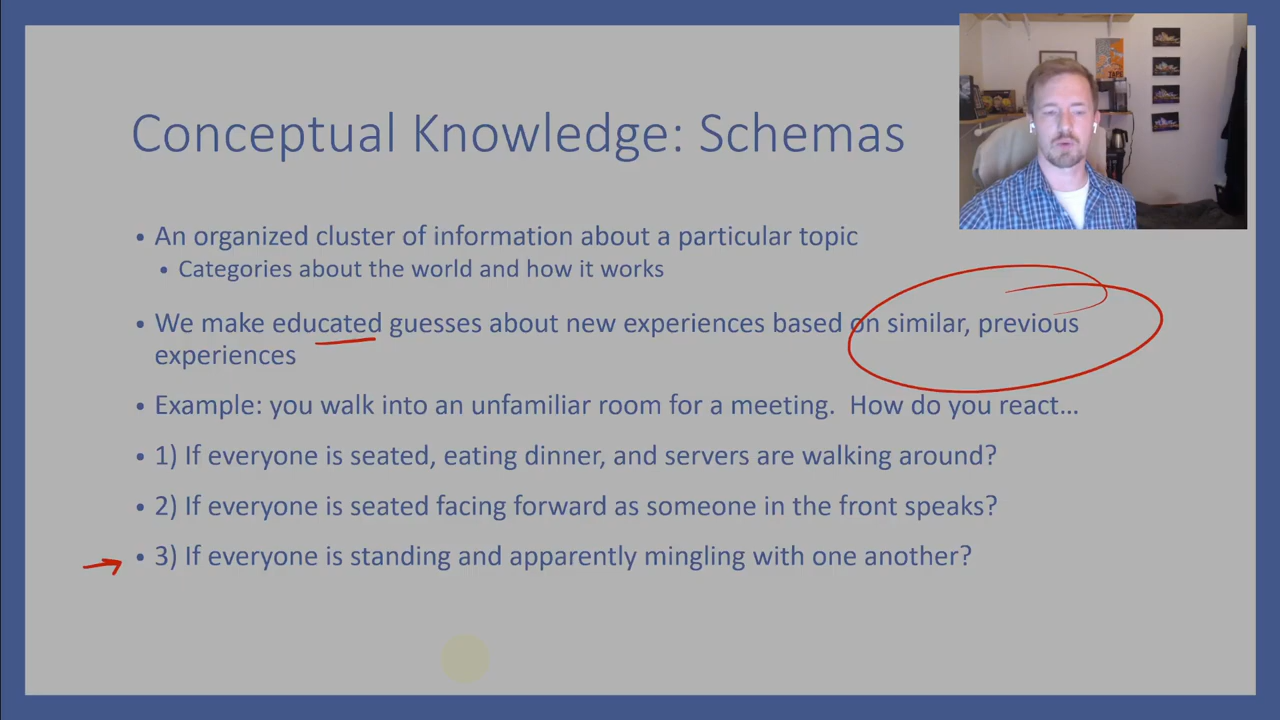 Conceptual Knowledge: Schemas
• An organized cluster of information about a particular topic
• Categories about the world and how it works
• We make educated guesses about new experiences based on similar, previous
experiences
• Example: you walk into an unfamiliar room for a meeting.  How do you react…
• 1) If everyone is seated, eating dinner, and servers are walking around?
• 2) If everyone is seated facing forward as someone in the front speaks?
• 3) If everyone is standing and apparently mingling with one another?